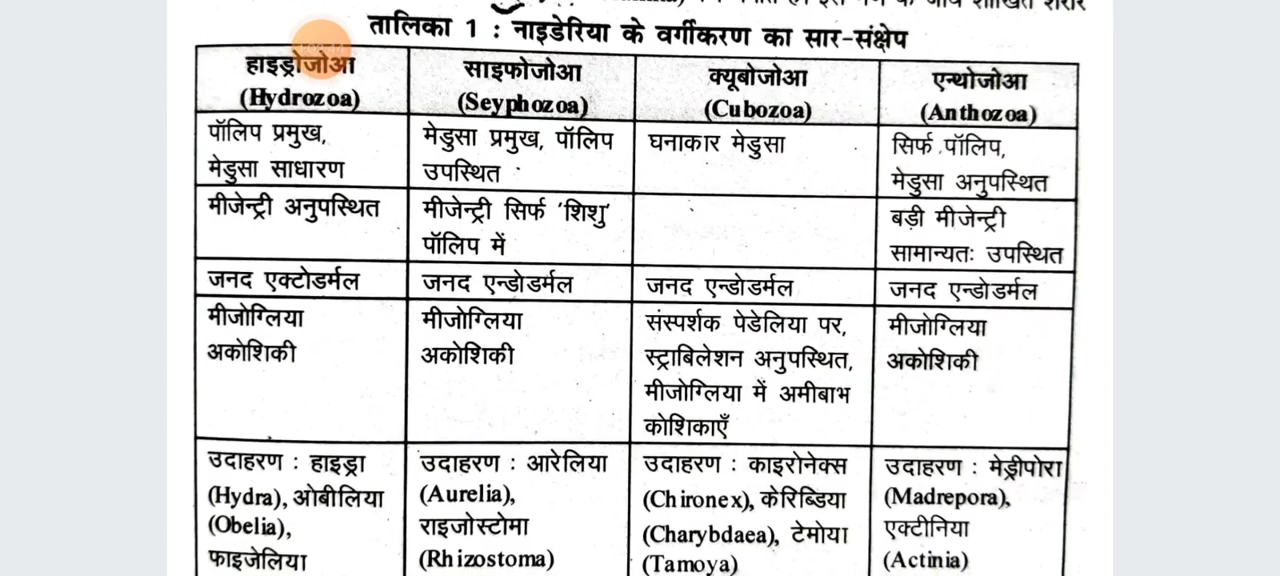 तालिका 1 : नाइडेरिया के वर्गीकरण का सार-संक्षेप
हाइड्रोजोआ
(Hydrozoa)
साइफोजोआ
(Seyphozoa)
क्यूबोजोआ
(Cubozoa)
एन्थोजोआ
(Anthozoa)
पॉलिप प्रमुख,
मेडुसा साधारण
मेडुसा प्रमुख, पॉलिप
उपस्थित
घनाकार मेडुसा
सिर्फ पॉलिप,
मेडुसा अनुपस्थित
मीजेन्ट्री अनुपस्थित
मीजेन्ट्री सिर्फ 'शिशु'
पॉलिप में
बड़ी मीजेन्ट्री
सामान्यतः उपस्थित
जनद एक्टोडर्मल
जनद एन्डोडर्मल
जनद एन्डोडर्मल
जनद एन्डोडर्मल
मीजोग्लिया
अकोशिकी
मीजोग्लिया
अकोशिकी
संस्पर्शक पेडेलिया पर,
स्ट्राबिलेशन अनुपस्थित,
मीजोग्लिया में अमीबाभ
कोशिकाएँ
मीजोग्लिया
अकोशिकी
उदाहरण : हाइड्रा
(Hydra), ओबीलिया
(Obelia),
फाइजेलिया
उदाहरण : आरेलिया
(Aurelia),
राइजोस्टोमा
(Rhizostoma)
उदाहरण : काइरोनेक्स
(Chironex), केरिब्डिया
(Charybdaea), टेमोया
(Tamoya)
उदाहरण : मेड्रीपोरा
(Madrepora),
एक्टीनिया
(Actinia)